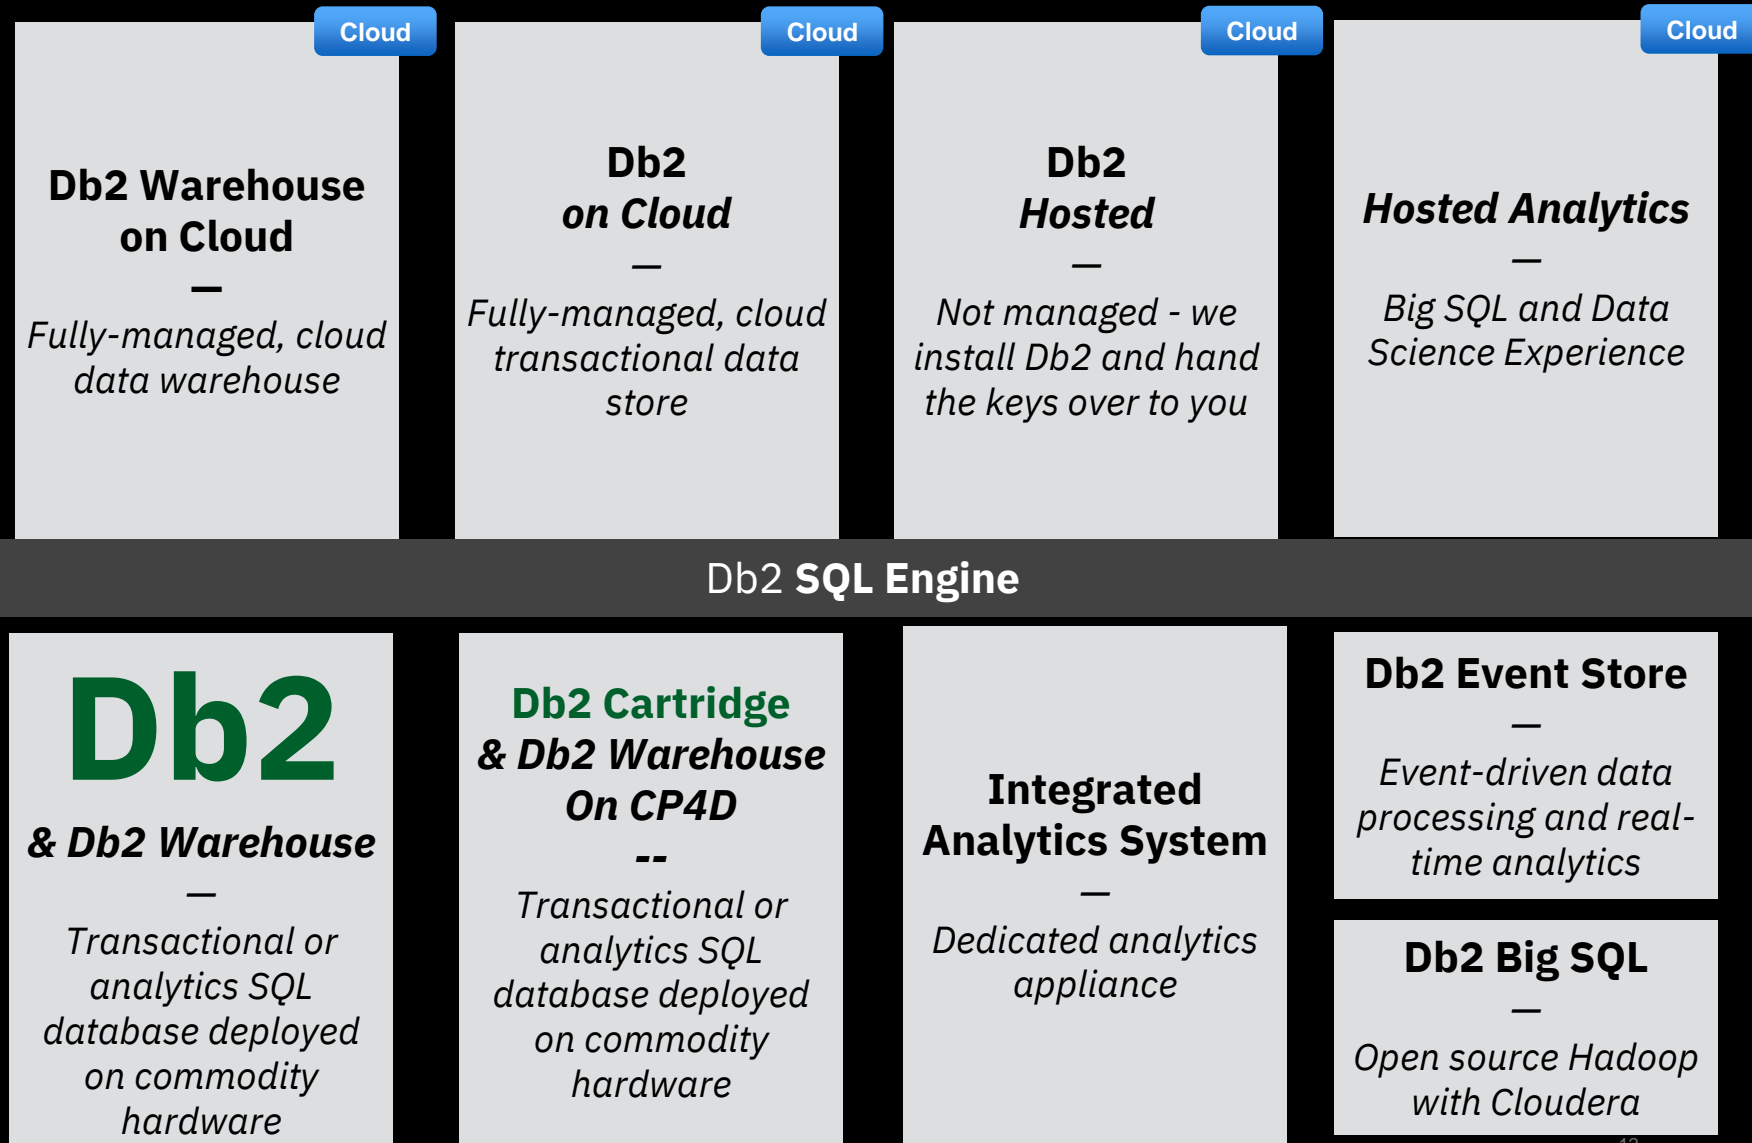 Cloud
Db2 Warehouse
on Cloud
—
Fully-managed, cloud
data warehouse
Cloud
Db2
on Cloud
—
Fully-managed, cloud
transactional data
store
Cloud
Db2
Hosted
—
Not managed - we
install Db2 and hand
the keys over to you
Cloud
Hosted Analytics
—
Big SQL and Data
Science Experience
Db2 SQL Engine
Db2
& Db2 Warehouse
—
Transactional or
analytics SQL
database deployed
on commodity
hardware
Db2 Cartridge
& Db2 Warehouse
On CP4D
--
Transactional or
analytics SQL
database deployed
on commodity
hardware
Integrated
Analytics System
—
Dedicated analytics
appliance
Db2 Event Store
—
Event-driven data
processing and real-
time analytics
Db2 Big SQL
—
Open source Hadoop
with Cloudera